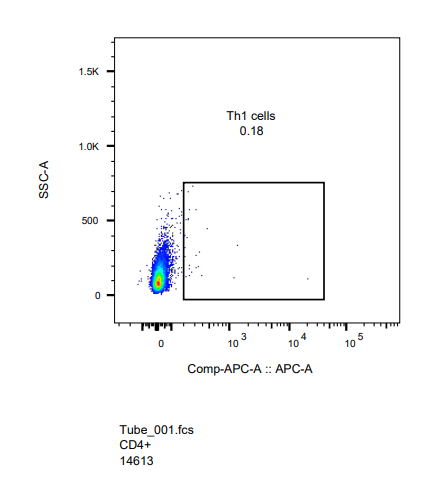 Th1 cells
0.18
1.5K
1.0K
500
0
SSC-A
0 10 3 10 4 10 5
Comp-APC-A :: APC-A
Tube_001.fcs
CD4+
14613